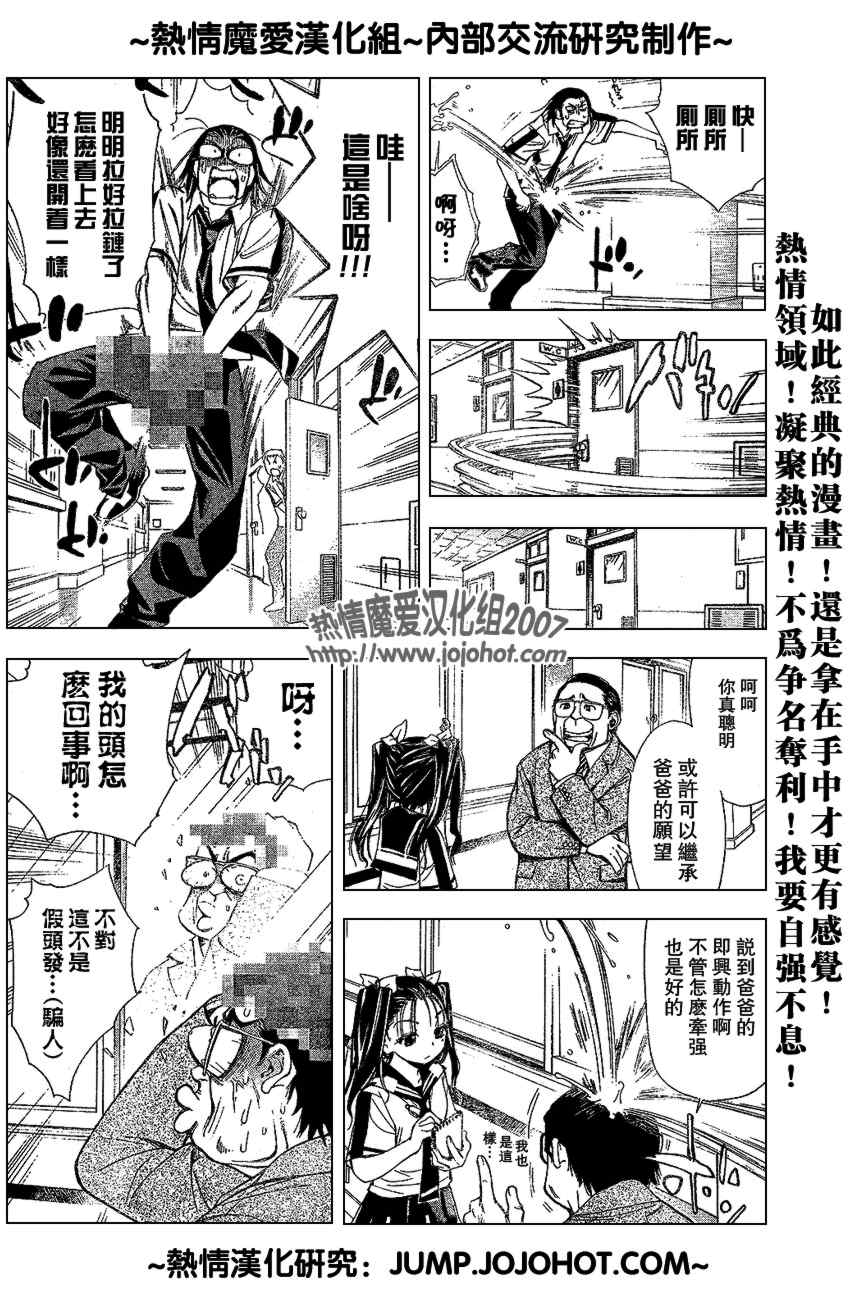 ~熱情魔愛漢化組~內部交流研究制作~
快──
廁所
廁所
啊呀…
W.C
W.C
哇──
這是啥呀!!!
明明拉好拉鏈了
怎麽看上去
好像還開着一樣
热情魔爱汉化组2007
http://www.jojohot.com
呵呵
你真聰明
或許可以繼承
爸爸的願望
說到爸爸的
即興動作啊
不管怎麽牽强
也是好的
我也
是這
樣…
呀…
我的頭怎
麽回事啊…
不對
這不是
假頭發…(騙人)
如此經典的漫畫！還是拿在手中才更有感覺！
熱情領域！凝聚熱情！不爲争名奪利！我要自强不息！
~熱情漢化研究：JUMP.JOJOHOT.COM~